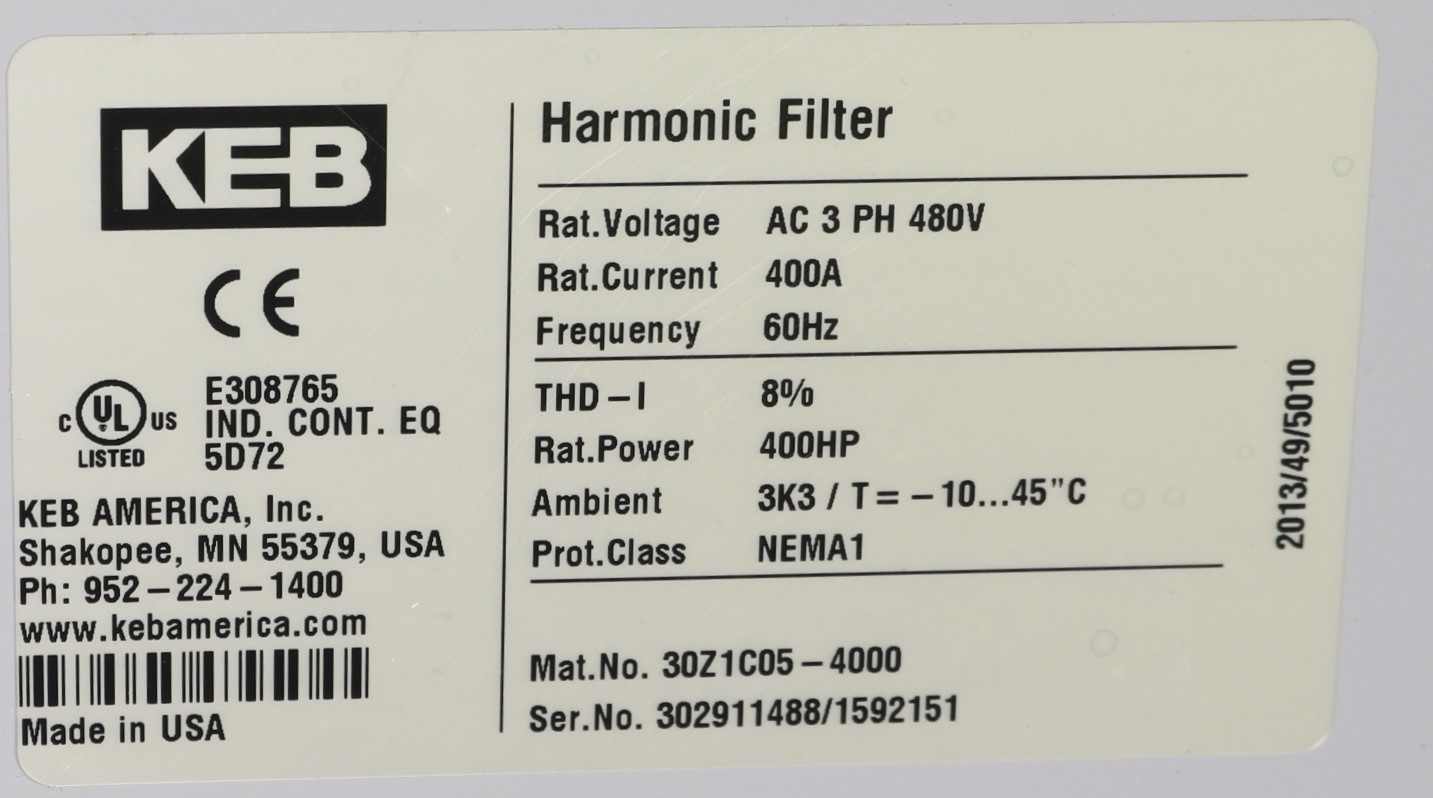 KEB
CE
C UL US LISTED
E308765
IND. CONT. EQ
5D72
KEB AMERICA, Inc.
Shakopee, MN 55379, USA
Ph: 952-224-1400
www.kebamerica.com
Made in USA
Harmonic Filter
Rat.Voltage AC 3 PH 480V
Rat.Current 400A
Frequency 60Hz
THD-I 8%
Rat.Power 400HP
Ambient 3K3 / T= -10...45"C
Prot.Class NEMA1
Mat.No. 30Z1C05-4000
Ser.No. 302911488/1592151
2013/49/5010